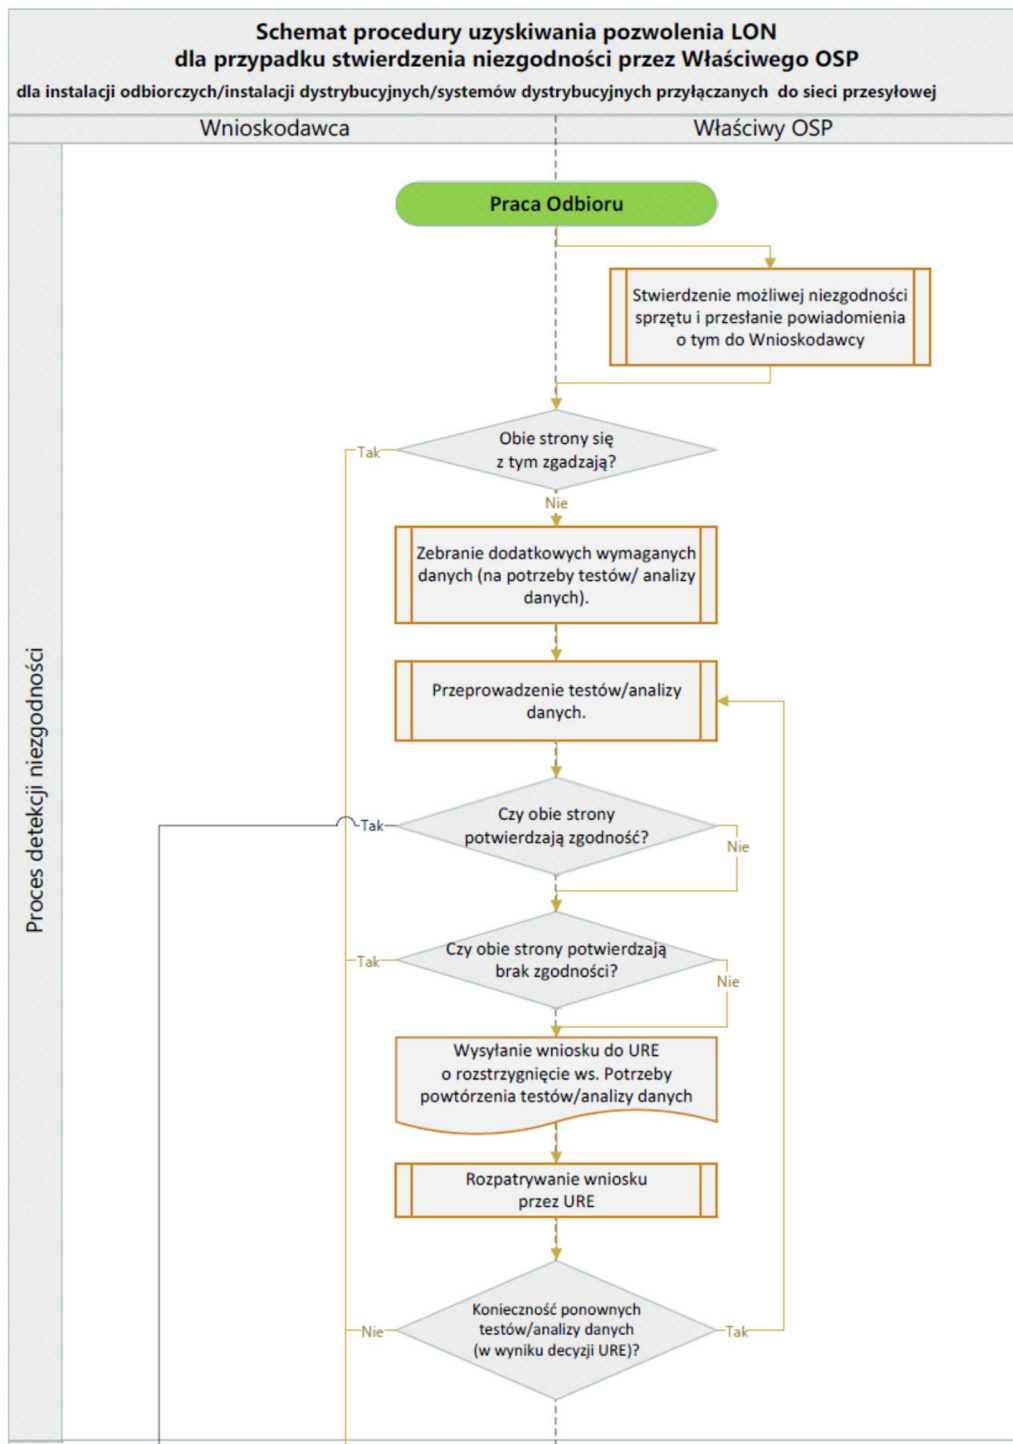 Schemat procedury uzyskiwania pozwolenia LON
dla przypadku stwierdzenia niezgodności przez Właściwego OSP
dla instalacji odbiorczych/instalacji dystrybucyjnych/systemów dystrybucyjnych przyłączanych do sieci przesyłowej
Wnioskodawca
Właściwy OSP
Proces detekcji niezgodności
Praca Odbioru
Stwierdzenie możliwej niezgodności
sprzętu i przesłanie powiadomienia
o tym do Wnioskodawcy
Obie strony się
z tym zgadzają?
Tak
Nie
Zebranie dodatkowych wymaganych
danych (na potrzeby testów/ analizy
danych).
Przeprowadzenie testów/analizy
danych.
Czy obie strony
potwierdzają zgodność?
Tak
Nie
Czy obie strony potwierdzają
brak zgodności?
Tak
Nie
Wysyłanie wniosku do URE
o rozstrzygnięcie ws. Potrzeby
powtórzenia testów/analizy danych
Rozpatrywanie wniosku
przez URE
Konieczność ponownych
testów/analizy danych
(w wyniku decyzji URE)?
Nie
Tak